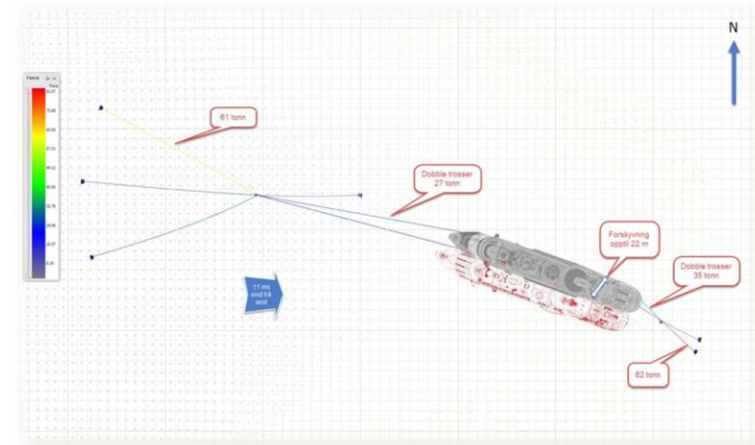 N
Force
61 tonn
Dobble trosser
27 tonn
Forskyvning
opptil 22 m
Dobble trosser
35 tonn
11 ms
vind frå
vest
82 tonn